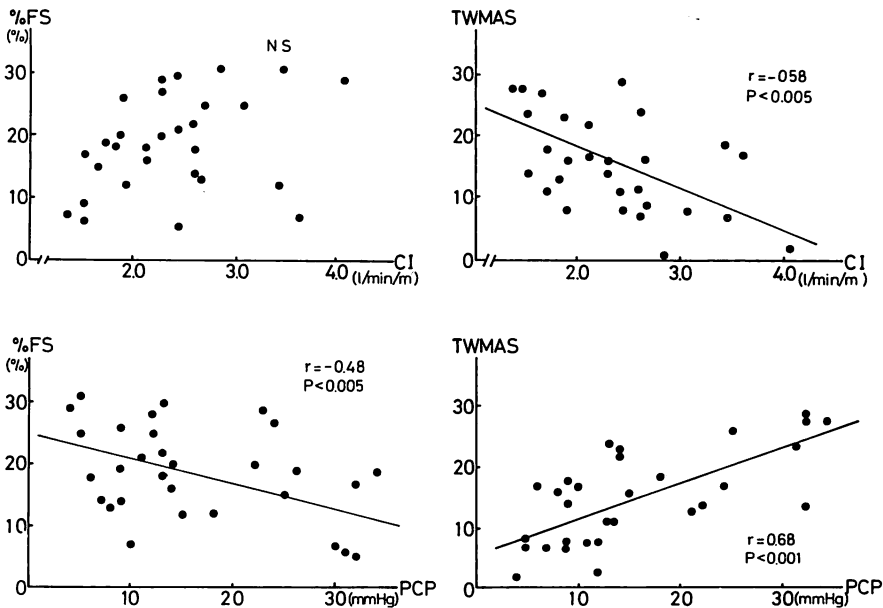 %FS
(%)
NS
30
20
10
0
2.0 3.0 4.0
CI
(l/min/m)
TWMAS
r=-058
P<0.005
30
20
10
0
2.0 3.0 4.0
CI
(l/min/m)
%FS
(%)
r=-0.48
P<0.005
30
20
10
0
10 20 30 (mmHg) PCP
TWMAS
30
20
10
0
r=0.68
P<0.001
10 20 30 (mmHg) PCP